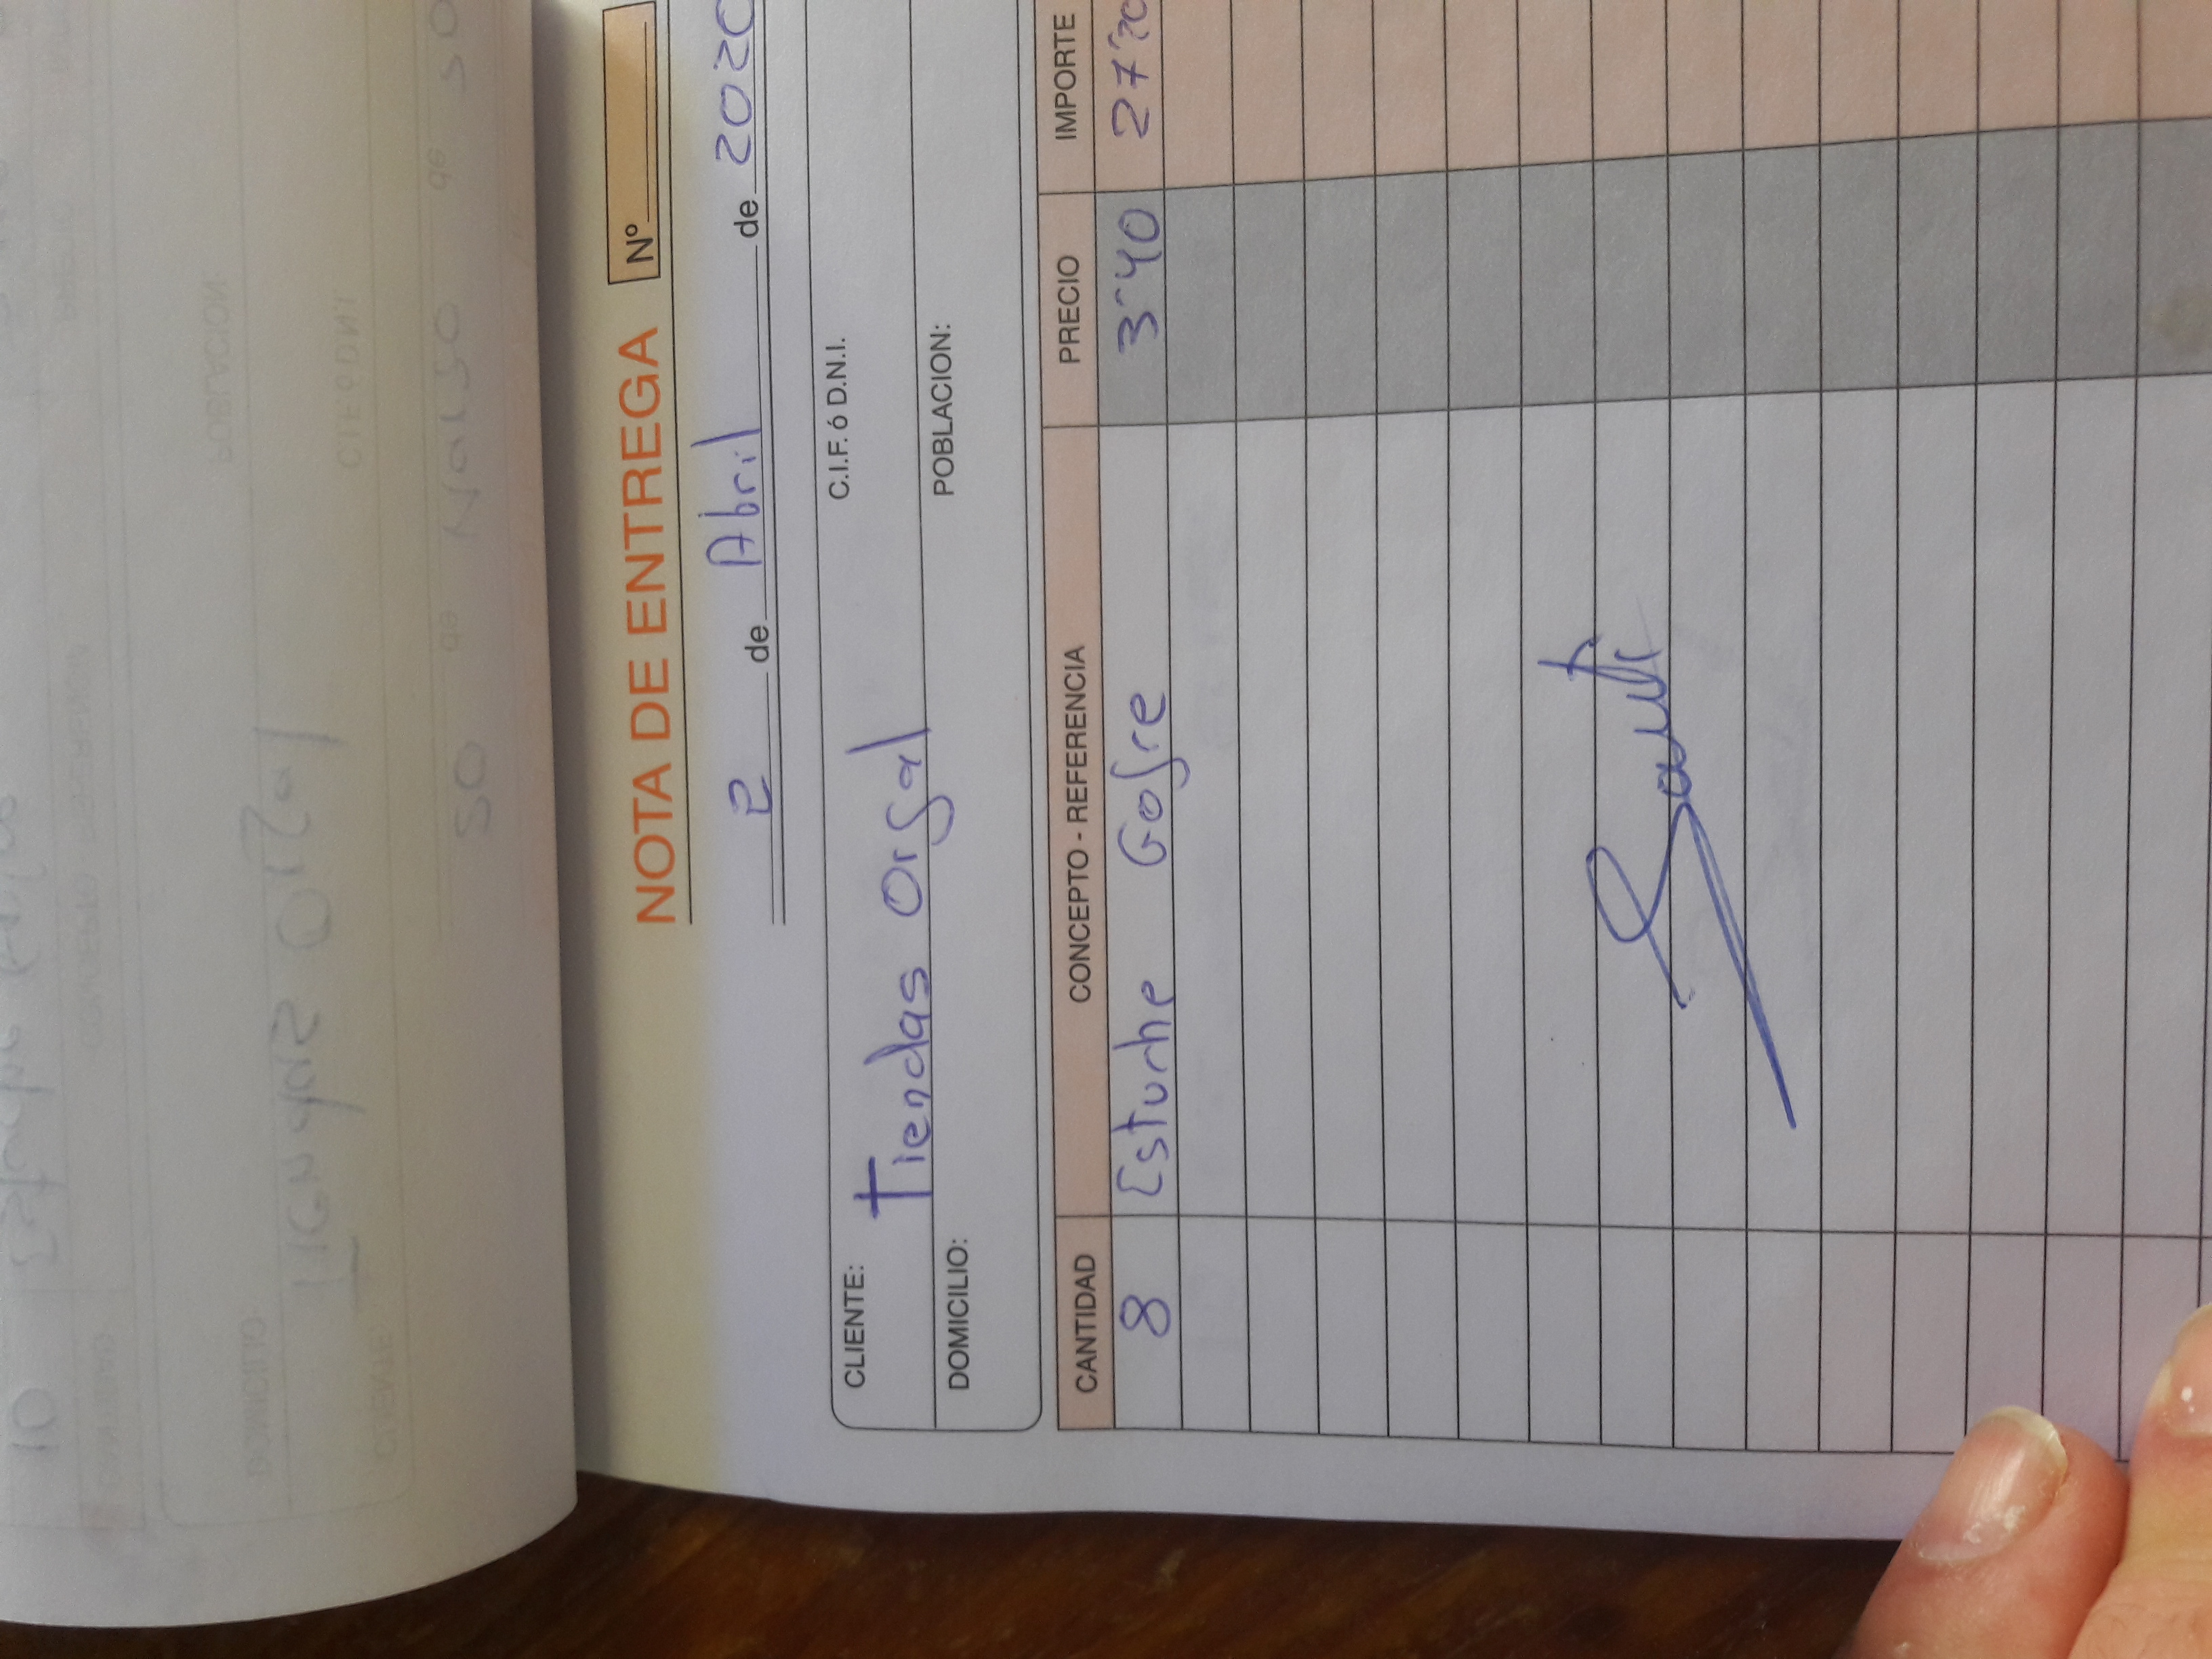 NOTA DE ENTREGA Nº
2 de Abril de 2020
CLIENTE: Tiendas Orgal C.I.F. ó D.N.I.
DOMICILIO: POBLACION:
CANTIDAD CONCEPTO - REFERENCIA PRECIO IMPORTE
8 Estuche Gofre 3'40 27'20